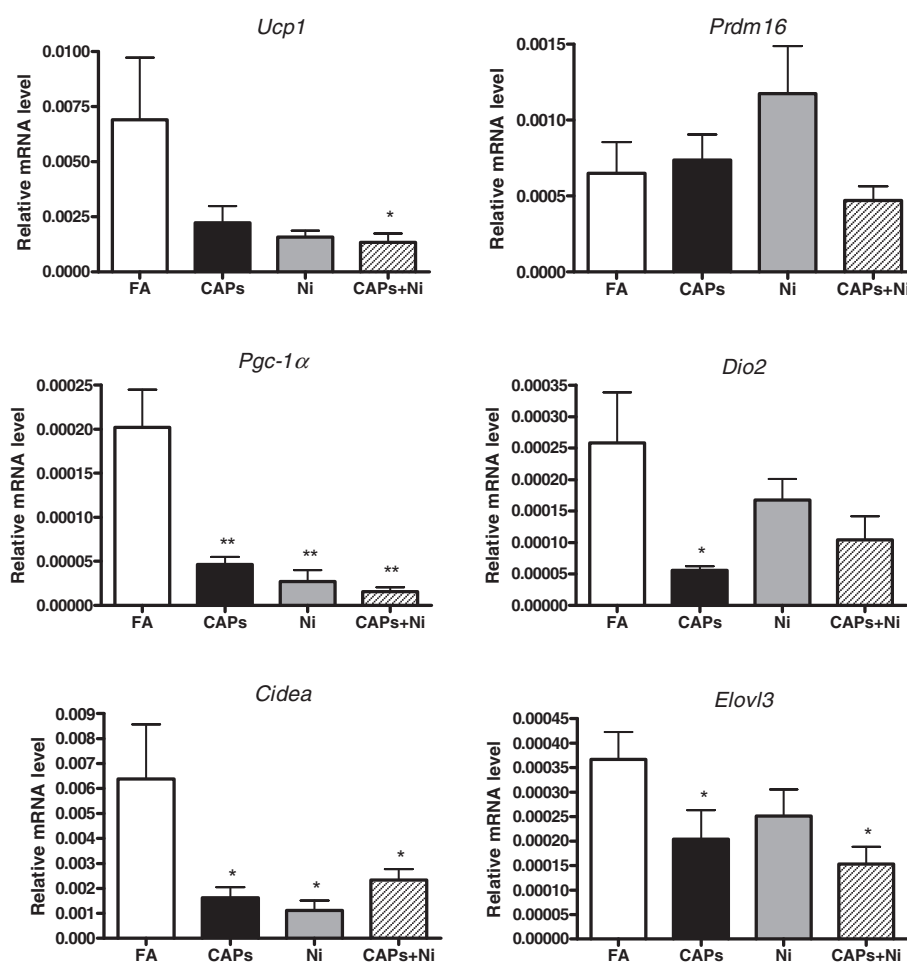 Ucp1
Relative mRNA level
0.0100
0.0075
0.0050
0.0025
0.0000
*
FA CAPs Ni CAPs+Ni
Prdm16
Relative mRNA level
0.0015
0.0010
0.0005
0.0000
FA CAPs Ni CAPs+Ni
Pgc-1α
Relative mRNA level
0.00025
0.00020
0.00015
0.00010
0.00005
0.00000
** ** **
FA CAPs Ni CAPs+Ni
Dio2
Relative mRNA level
0.00035
0.00030
0.00025
0.00020
0.00015
0.00010
0.00005
0.00000
*
FA CAPs Ni CAPs+Ni
Cidea
Relative mRNA level
0.009
0.008
0.007
0.006
0.005
0.004
0.003
0.002
0.001
0.000
* * *
FA CAPs Ni CAPs+Ni
Elovl3
Relative mRNA level
0.00045
0.00040
0.00035
0.00030
0.00025
0.00020
0.00015
0.00010
0.00005
0.00000
* *
FA CAPs Ni CAPs+Ni